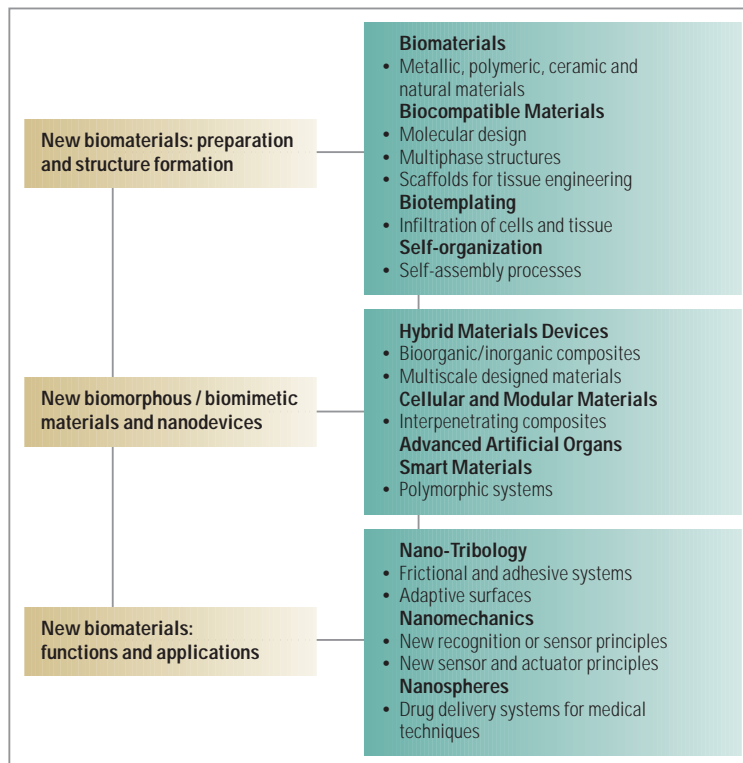 New biomaterials: preparation
and structure formation
Biomaterials
• Metallic, polymeric, ceramic and
natural materials
Biocompatible Materials
• Molecular design
• Multiphase structures
• Scaffolds for tissue engineering
Biotemplating
• Infiltration of cells and tissue
Self-organization
• Self-assembly processes
New biomorphous / biomimetic
materials and nanodevices
Hybrid Materials Devices
• Bioorganic/inorganic composites
• Multiscale designed materials
Cellular and Modular Materials
• Interpenetrating composites
Advanced Artificial Organs
Smart Materials
• Polymorphic systems
New biomaterials:
functions and applications
Nano-Tribology
• Frictional and adhesive systems
• Adaptive surfaces
Nanomechanics
• New recognition or sensor principles
• New sensor and actuator principles
Nanospheres
• Drug delivery systems for medical
techniques